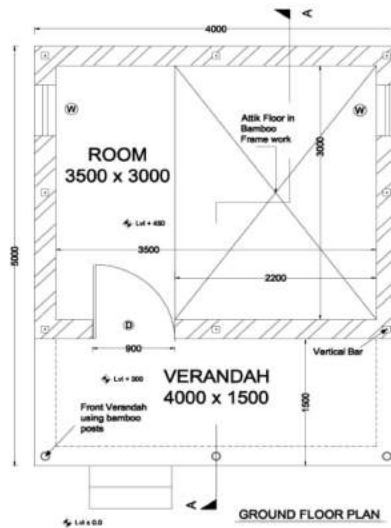 4000
A
W
W
Attik Floor in
Bamboo
Frame work
ROOM
3500 x 3000
3000
Lvl + 450
5000
3500
2200
D
900
Vertical Bar
Lvl + 300
VERANDAH
4000 x 1500
1500
Front Verandah
using bamboo
posts
A
GROUND FLOOR PLAN
Lvl ± 0.0